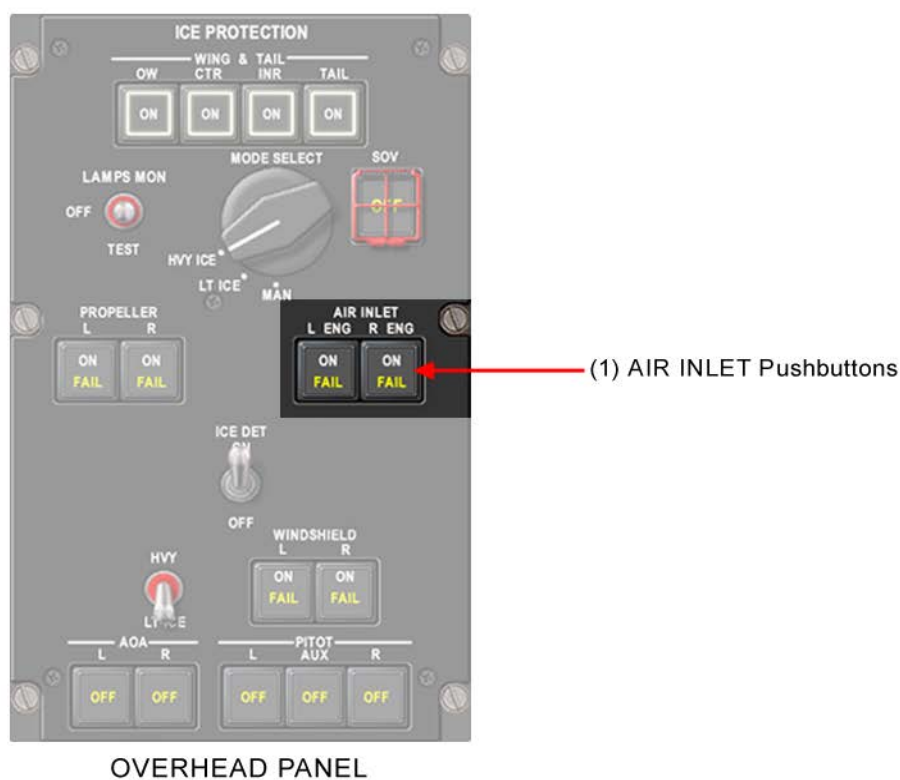 ICE PROTECTION
WING & TAIL
OW CTR INR TAIL
ON ON ON ON
MODE SELECT SOV
LAMPS MON
OFF
OFF
TEST
HVY ICE
LT ICE
MAN
PROPELLER
L R
ON ON
FAIL FAIL
AIR INLET
L ENG R ENG
ON ON
FAIL FAIL
(1) AIR INLET Pushbuttons
ICE DET
ON
OFF
WINDSHIELD
L R
ON ON
FAIL FAIL
HVY
LT ICE
AOA
L R
OFF OFF
PITOT
L AUX R
OFF OFF OFF
OVERHEAD PANEL